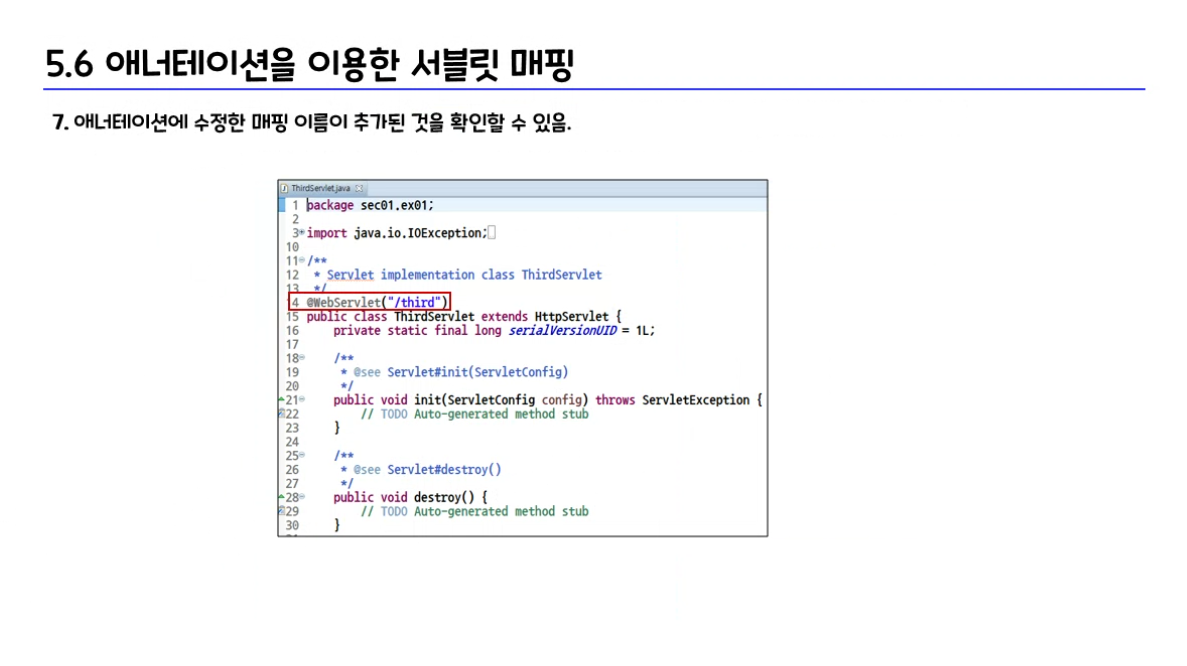 5.6 애너테이션을 이용한 서블릿 매핑
7. 애너테이션에 수정한 매핑 이름이 추가된 것을 확인할 수 있음.
ThirdServlet.java
1 package sec01.ex01;
2
3 import java.io.IOException;
10
11 /**
12 * Servlet implementation class ThirdServlet
13 */
14 @WebServlet("/third")
15 public class ThirdServlet extends HttpServlet {
16 private static final long serialVersionUID = 1L;
17
18 /**
19 * @see Servlet#init(ServletConfig)
20 */
21 public void init(ServletConfig config) throws ServletException {
22 // TODO Auto-generated method stub
23 }
24
25 /**
26 * @see Servlet#destroy()
27 */
28 public void destroy() {
29 // TODO Auto-generated method stub
30 }